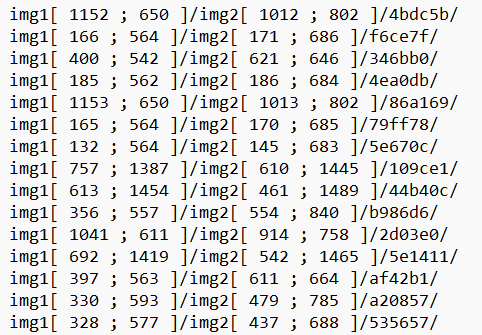 img1[ 1152 ; 650 ]/img2[ 1012 ; 802 ]/4bdc5b/
img1[ 166 ; 564 ]/img2[ 171 ; 686 ]/f6ce7f/
img1[ 400 ; 542 ]/img2[ 621 ; 646 ]/346bb0/
img1[ 185 ; 562 ]/img2[ 186 ; 684 ]/4ea0db/
img1[ 1153 ; 650 ]/img2[ 1013 ; 802 ]/86a169/
img1[ 165 ; 564 ]/img2[ 170 ; 685 ]/79ff78/
img1[ 132 ; 564 ]/img2[ 145 ; 683 ]/5e670c/
img1[ 757 ; 1387 ]/img2[ 610 ; 1445 ]/109ce1/
img1[ 613 ; 1454 ]/img2[ 461 ; 1489 ]/44b40c/
img1[ 356 ; 557 ]/img2[ 554 ; 840 ]/b986d6/
img1[ 1041 ; 611 ]/img2[ 914 ; 758 ]/2d03e0/
img1[ 692 ; 1419 ]/img2[ 542 ; 1465 ]/5e1411/
img1[ 397 ; 563 ]/img2[ 611 ; 664 ]/af42b1/
img1[ 330 ; 593 ]/img2[ 479 ; 785 ]/a20857/
img1[ 328 ; 577 ]/img2[ 437 ; 688 ]/535657/